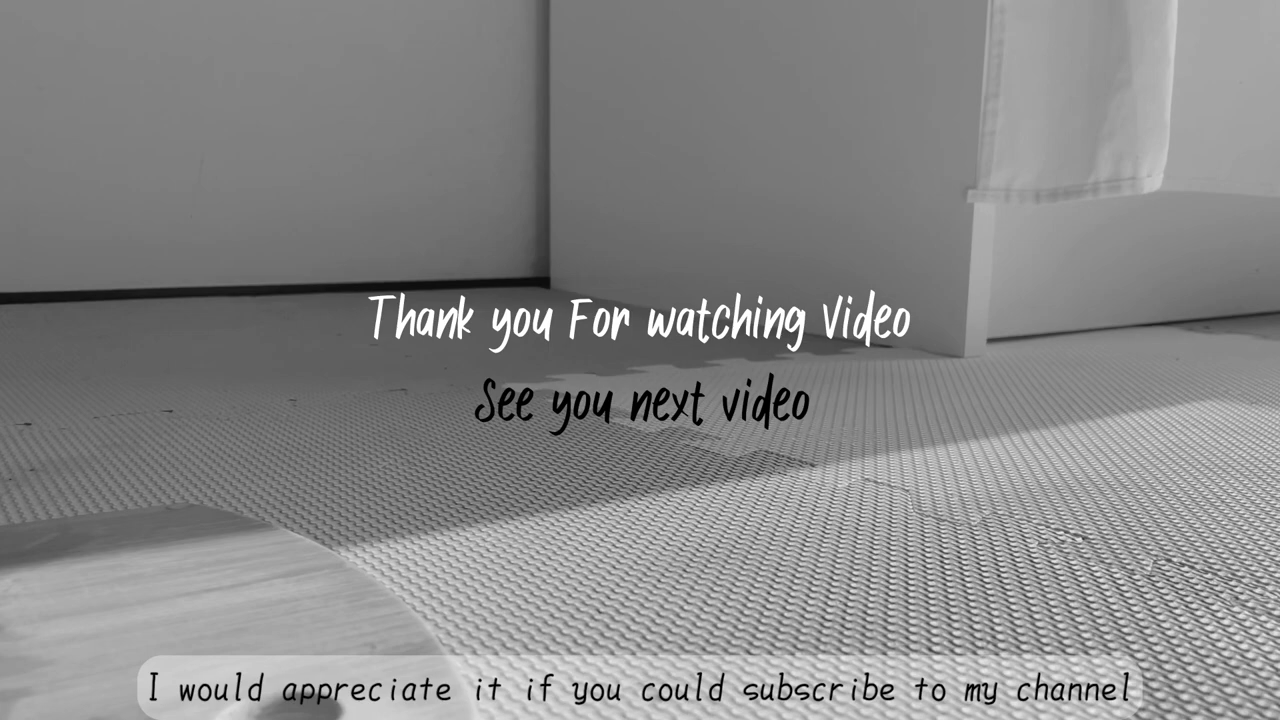 Thank you For watching Video
See you next video
I would appreciate it if you could subscribe to my channel